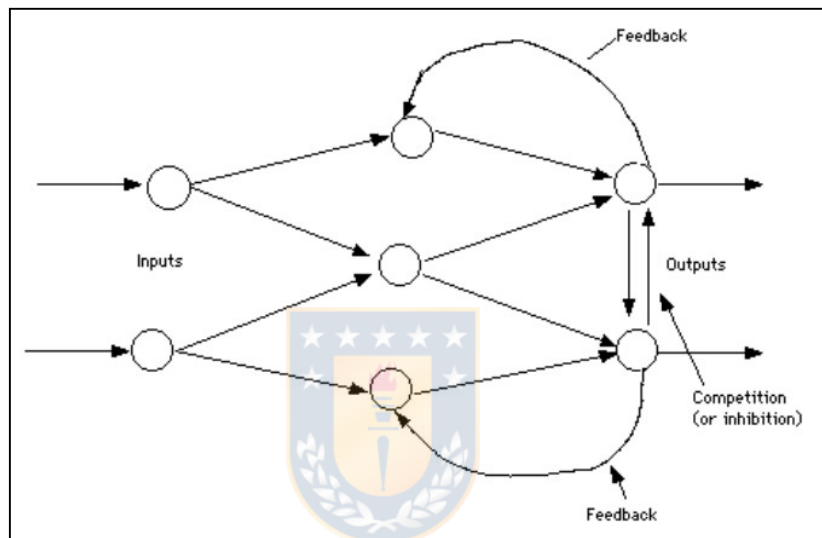 Feedback
Inputs
Outputs
Competition
(or inhibition)
Feedback